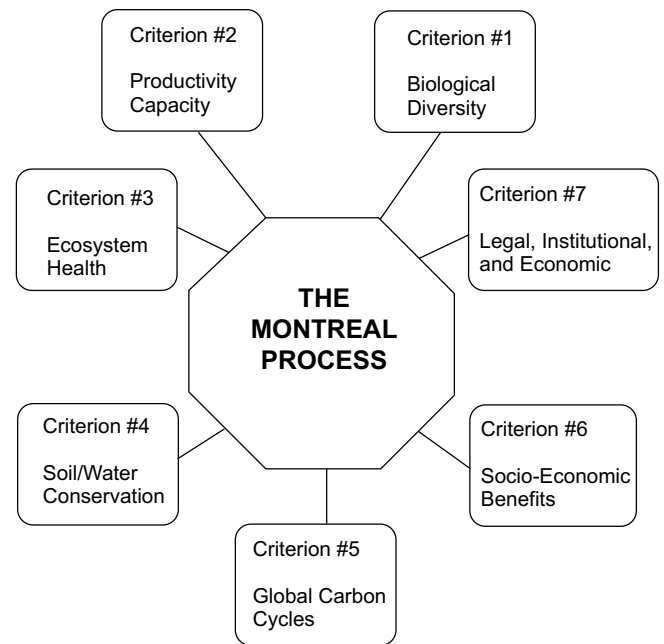 Criterion #2
Productivity
Capacity
Criterion #1
Biological
Diversity
Criterion #3
Ecosystem
Health
Criterion #7
Legal, Institutional,
and Economic
THE
MONTREAL
PROCESS
Criterion #4
Soil/Water
Conservation
Criterion #6
Socio-Economic
Benefits
Criterion #5
Global Carbon
Cycles